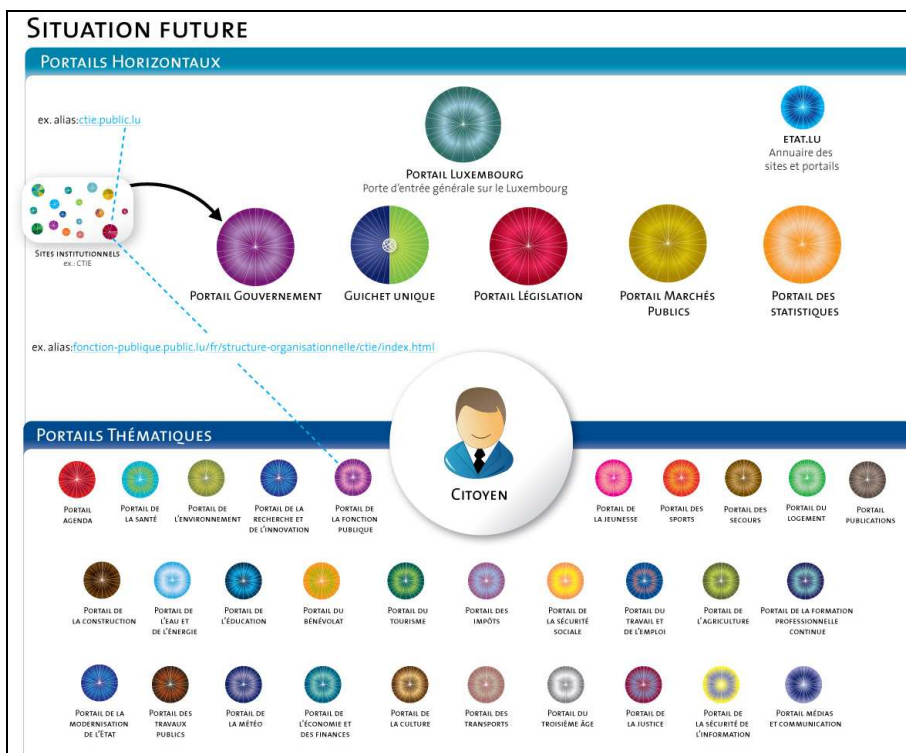 SITUATION FUTURE
PORTAILS HORIZONTAUX
ex. alias:ctie.public.lu
PORTAIL LUXEMBOURG
Porte d'entrée générale sur le Luxembourg
ETAT.LU
Annuaire des
sites et portails
SITES INSTITUTIONNELS
ex.: CTIE
PORTAIL GOUVERNEMENT
GUICHET UNIQUE
PORTAIL LÉGISLATION
PORTAIL MARCHÉS
PUBLICS
PORTAIL DES
STATISTIQUES
ex. alias:fonction-publique.public.lu/fr/structure-organisationnelle/ctie/index.html
CITOYEN
PORTAILS THÉMATIQUES
PORTAIL
AGENDA
PORTAIL DE
LA SANTÉ
PORTAIL DE
L'ENVIRONNEMENT
PORTAIL DE LA
RECHERCHE ET
DE L'INNOVATION
PORTAIL DE
LA FONCTION
PUBLIQUE
PORTAIL DE
LA JEUNESSE
PORTAIL DES
SPORTS
PORTAIL DES
SECOURS
PORTAIL DU
LOGEMENT
PORTAIL
PUBLICATIONS
PORTAIL DE
LA CONSTRUCTION
PORTAIL DE
L'EAU ET
DE L'ÉNERGIE
PORTAIL DE
L'ÉDUCATION
PORTAIL DU
BÉNÉVOLAT
PORTAIL DU
TOURISME
PORTAIL DES
IMPÔTS
PORTAIL DE
LA SÉCURITÉ
SOCIALE
PORTAIL DU
TRAVAIL ET
DE L'EMPLOI
PORTAIL DE
L'AGRICULTURE
PORTAIL DE LA FORMATION
PROFESSIONNELLE
CONTINUE
PORTAIL DE LA
MODERNISATION
DE L'ÉTAT
PORTAIL DES
TRAVAUX
PUBLICS
PORTAIL DE
LA MÉTÉO
PORTAIL DE
L'ÉCONOMIE ET
DES FINANCES
PORTAIL DE
LA CULTURE
PORTAIL DES
TRANSPORTS
PORTAIL DU
TROISIÈME ÂGE
PORTAIL DE
LA JUSTICE
PORTAIL DE
LA SÉCURITÉ DE
L'INFORMATION
PORTAIL MÉDIAS
ET COMMUNICATION